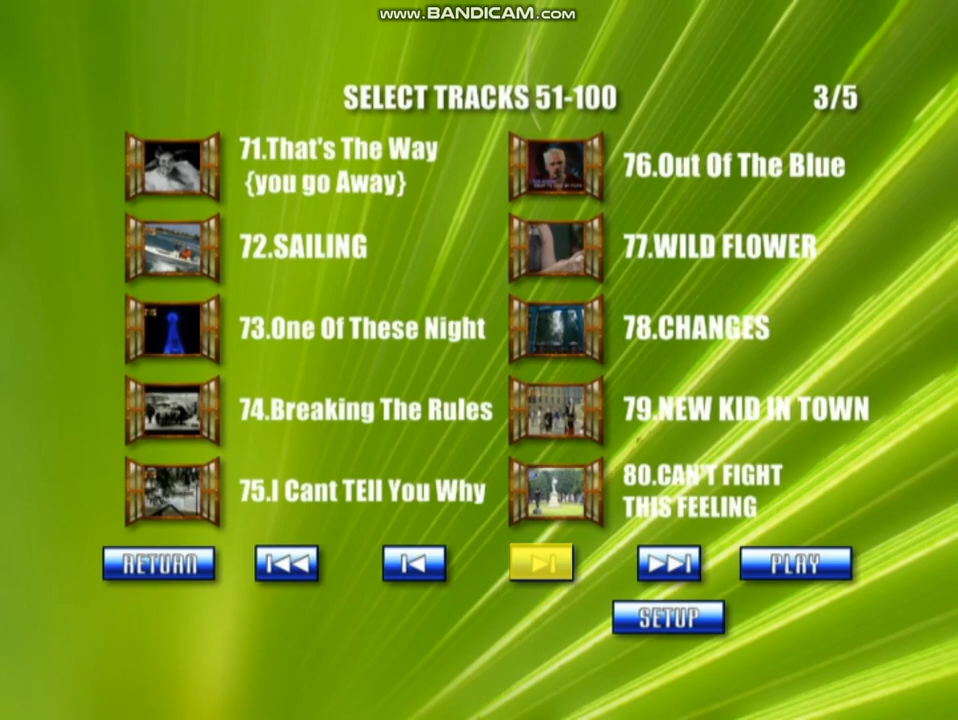 www.BANDICAM.com
SELECT TRACKS 51-100
3/5
71.That's The Way
{you go Away}
72.SAILING
73.One Of These Night
74.Breaking The Rules
75.I Cant TEll You Why
76.Out Of The Blue
77.WILD FLOWER
78.CHANGES
79.NEW KID IN TOWN
80.CAN'T FIGHT
THIS FEELING
RETURN
PLAY
SETUP